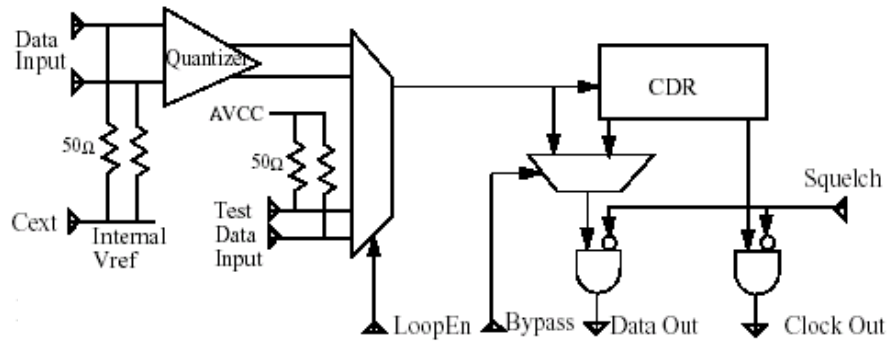 Data
Input
Quantizer
CDR
AVCC
50Ω
50Ω
Squelch
Cext
Internal
Vref
Test
Data
Input
LoopEn
Bypass
Data Out
Clock Out